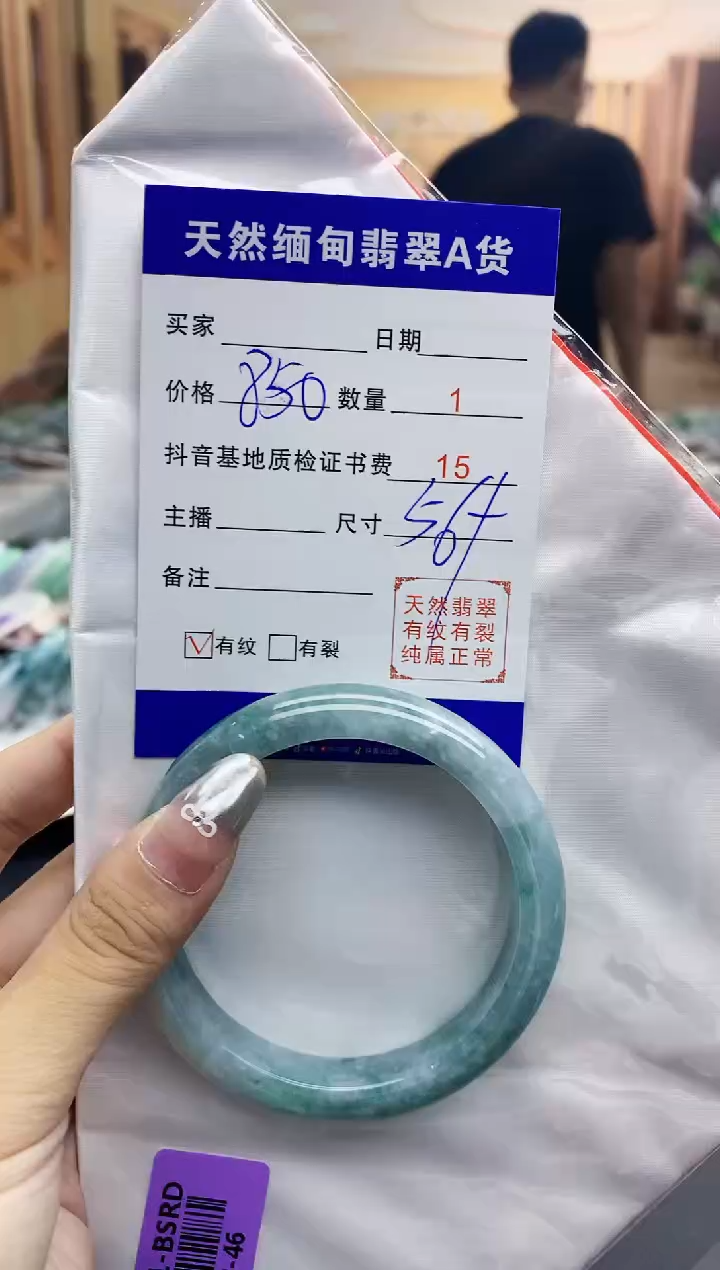 天然缅甸翡翠A货
买家 日期
价格 850 数量 1
抖音基地质检证书费 15
主播 尺寸 56
备注
有纹 有裂
天然翡翠
有纹有裂
纯属正常
-BSRD
-46